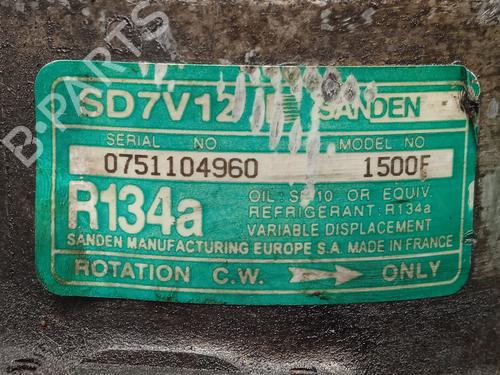 SD7V12 SANDEN
SERIAL NO MODEL NO
0751104960 1500F
R134a
OIL: SP10 OR EQUIV.
REFRIGERANT: R134a
VARIABLE DISPLACEMENT
SANDEN MANUFACTURING EUROPE S.A. MADE IN FRANCE
ROTATION C.W. ONLY
B-PARTS